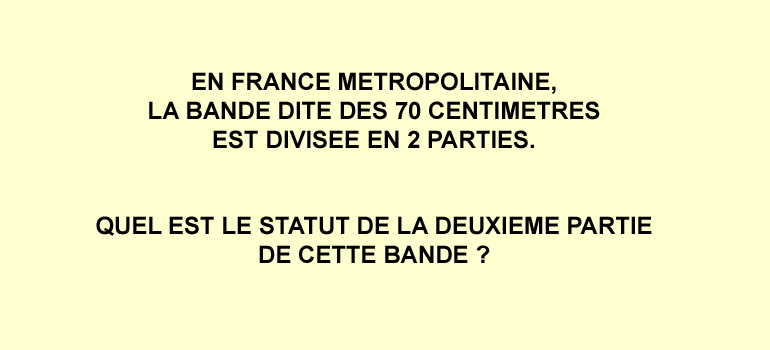 EN FRANCE METROPOLITAINE,
LA BANDE DITE DES 70 CENTIMETRES
EST DIVISEE EN 2 PARTIES.
QUEL EST LE STATUT DE LA DEUXIEME PARTIE
DE CETTE BANDE ?